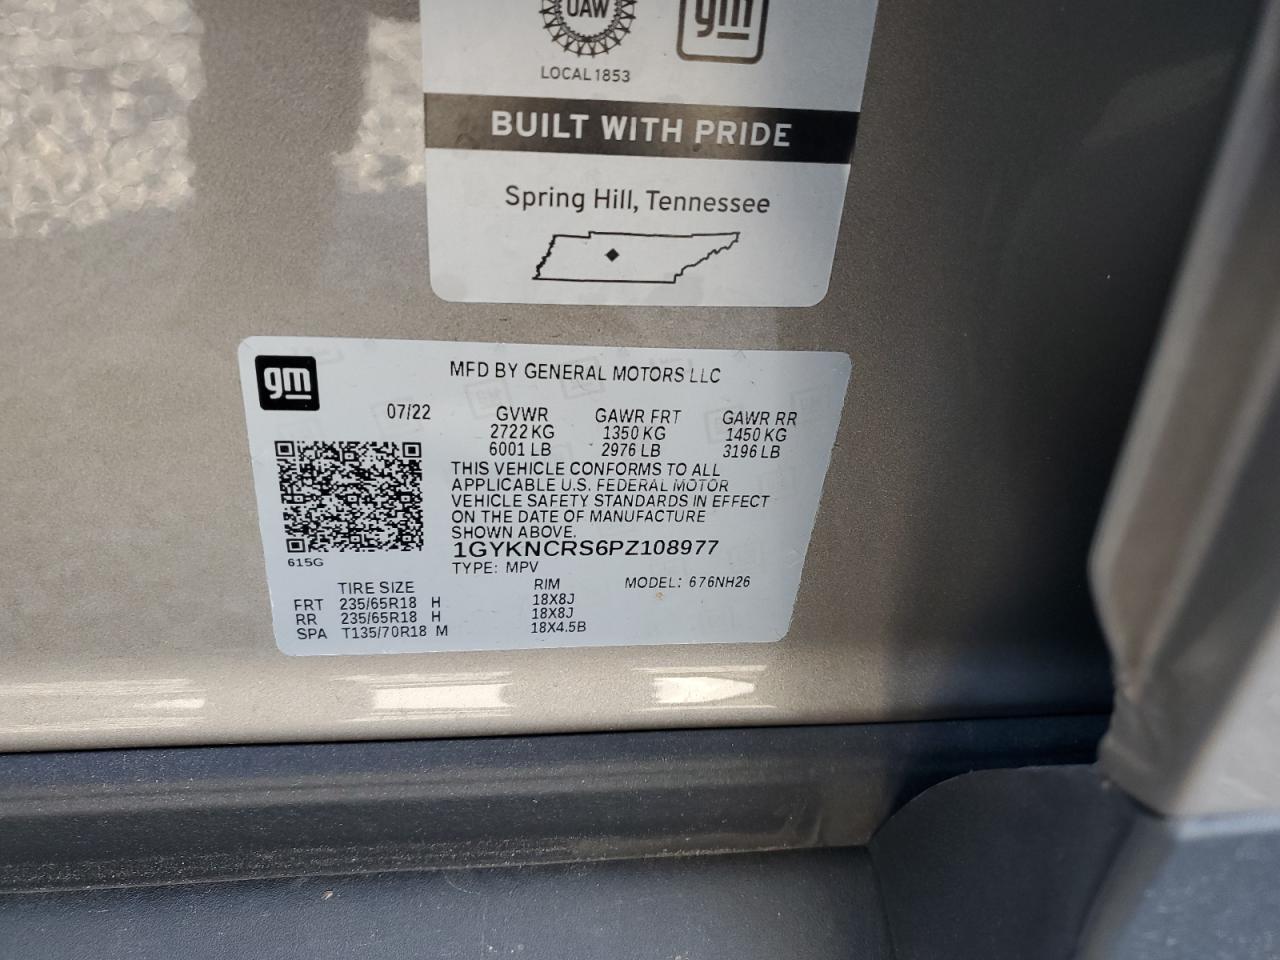 UAW
gm
LOCAL 1853
BUILT WITH PRIDE
Spring Hill, Tennessee
gm
MFD BY GENERAL MOTORS LLC
07/22 GVWR GAWR FRT GAWR RR
2722 KG 1350 KG 1450 KG
6001 LB 2976 LB 3196 LB
THIS VEHICLE CONFORMS TO ALL
APPLICABLE U.S. FEDERAL MOTOR
VEHICLE SAFETY STANDARDS IN EFFECT
ON THE DATE OF MANUFACTURE
SHOWN ABOVE.
1GYKNCRS6PZ108977
615G
TYPE: MPV
TIRE SIZE RIM MODEL: 676NH26
FRT 235/65R18 H 18X8J
RR 235/65R18 H 18X8J
SPA T135/70R18 M 18X4.5B